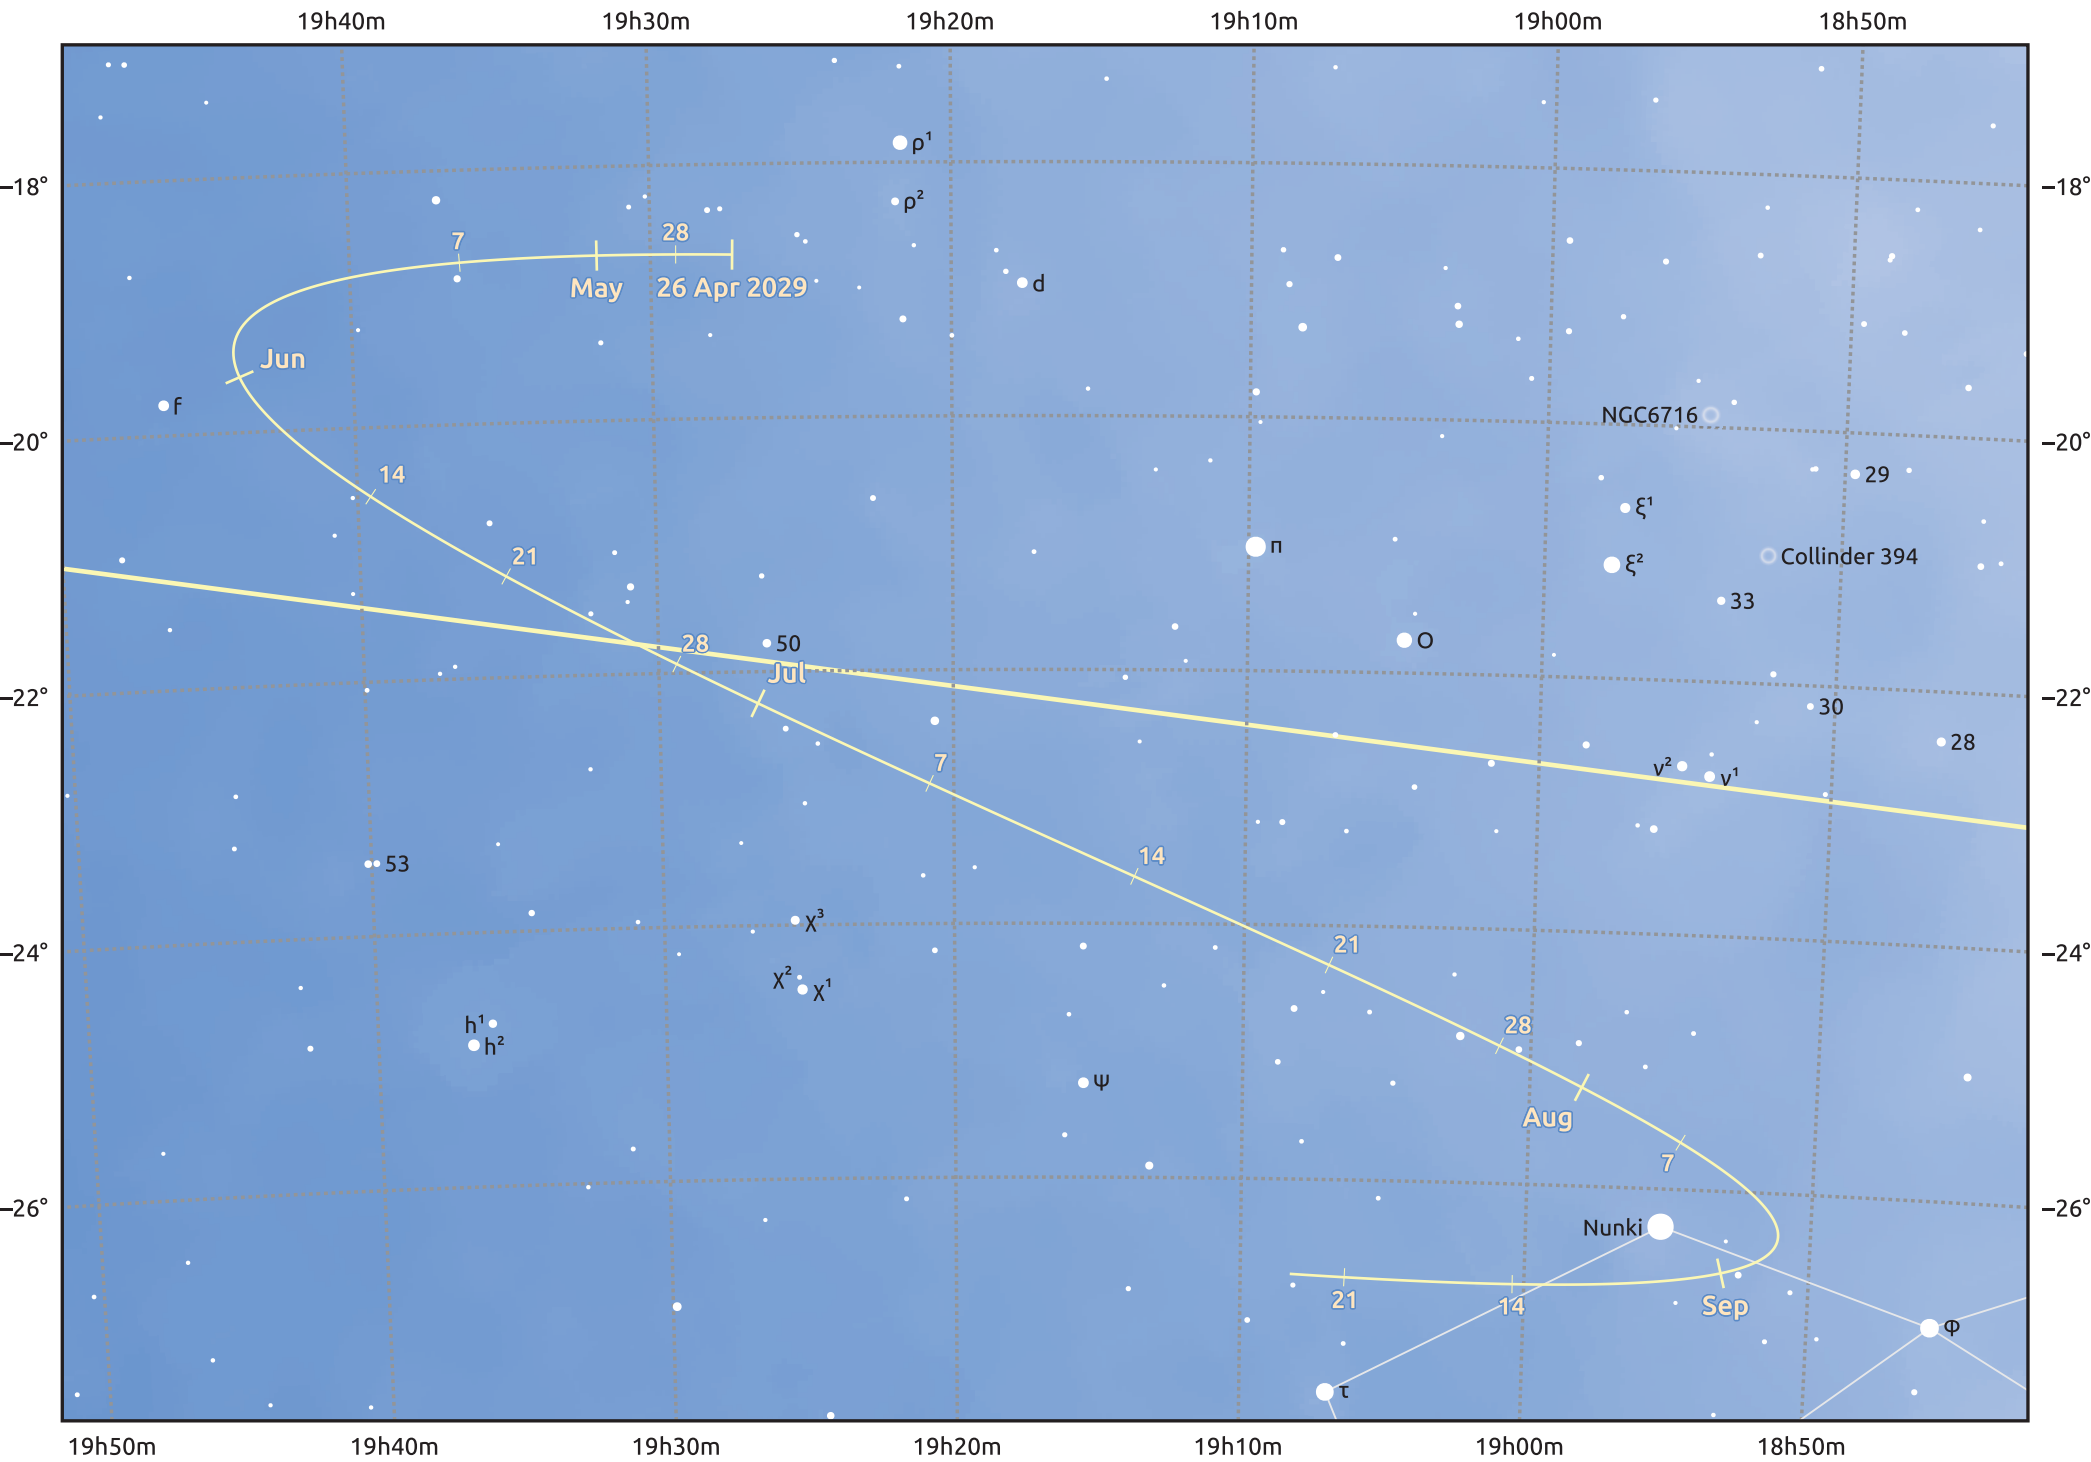 19h40m 19h30m 19h20m 19h10m 19h00m 18h50m
ρ¹
–18° –18°
ρ²
7 28
d
May 26 Apr 2029
Jun
f
NGC6716
–20° –20°
14 29
ξ¹
π
21 Collinder 394
ξ²
33
28 50 ο
Jul
–22° –22°
30
28
7 ν² ν¹
14
53
χ³
21
–24° –24°
χ² χ¹
h¹ 28
h²
ψ
Aug
7
–26° –26°
Nunki
21 14 Sep
φ
τ
19h50m 19h40m 19h30m 19h20m 19h10m 19h00m 18h50m